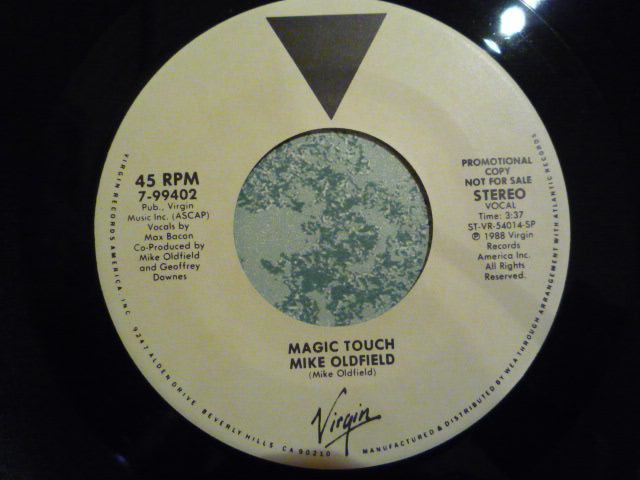 45 RPM
7-99402
Pub., Virgin
Music Inc. (ASCAP)
Vocals by
Max Bacon
Co-Produced by
Mike Oldfield
and Geoffrey
Downes
PROMOTIONAL
COPY
NOT FOR SALE
STEREO
VOCAL
Time: 3:37
ST-VR-54014-SP
℗ 1988 Virgin
Records
America Inc.
All Rights
Reserved.
MAGIC TOUCH
MIKE OLDFIELD
(Mike Oldfield)
Virgin
VIRGIN RECORDS AMERICA, INC. 9247 ALDEN DRIVE, BEVERLY HILLS, CA 90210
MANUFACTURED & DISTRIBUTED BY WEA THROUGH ARRANGEMENT WITH ATLANTIC RECORDS